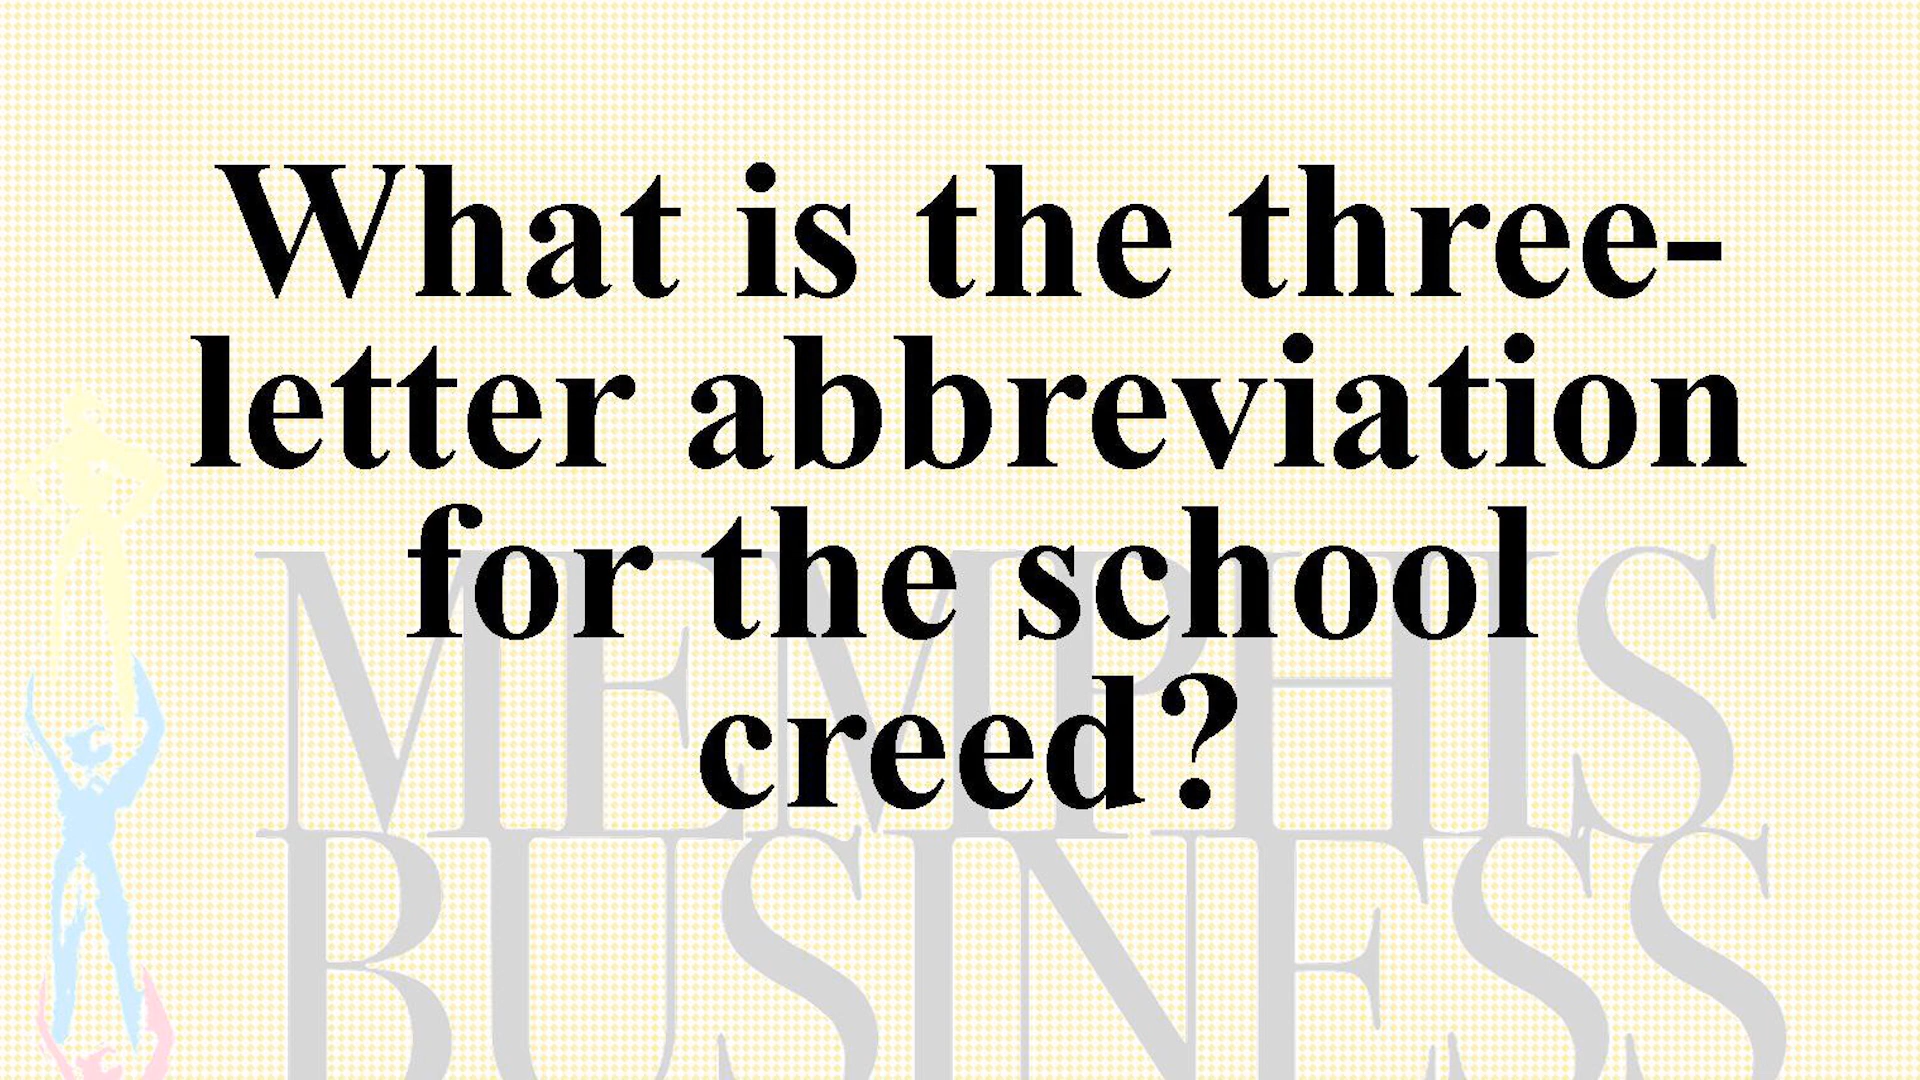 What is the three-
letter abbreviation
for the school
creed?
MEMPHIS
BUSINESS